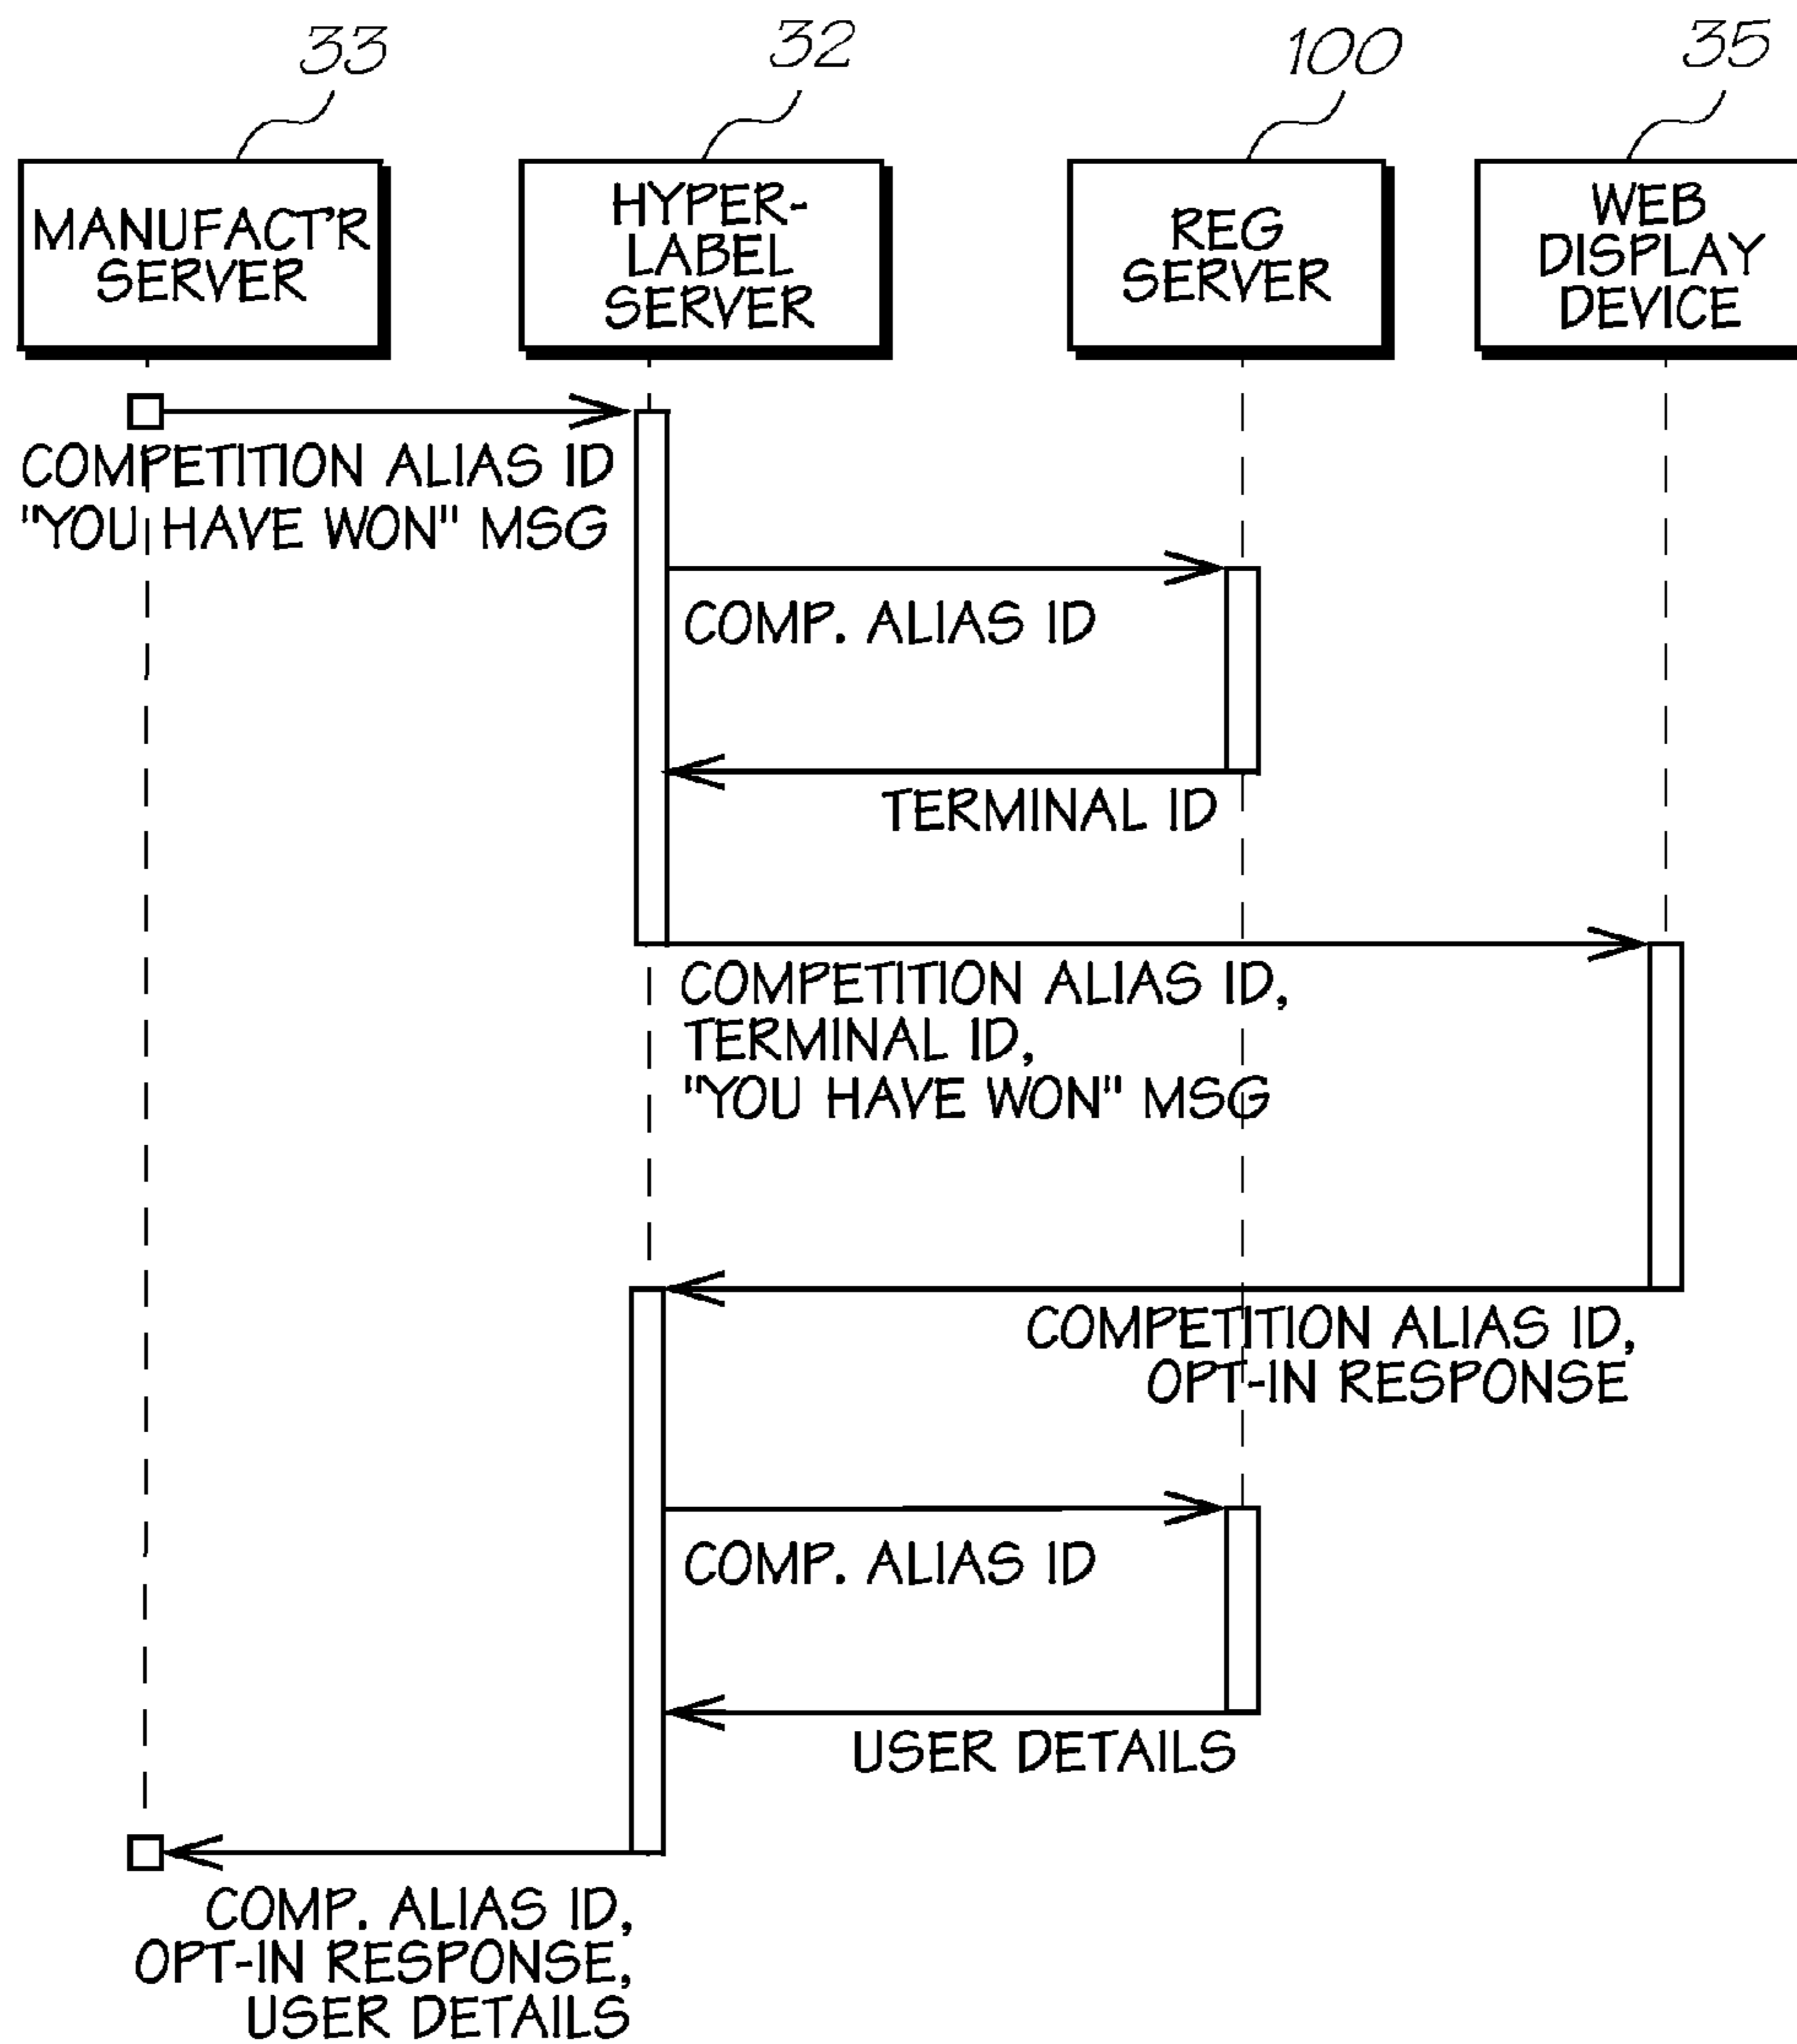 33
32
100
35
MANUFACT'R
SERVER
HYPER-
LABEL
SERVER
REG
SERVER
WEB
DISPLAY
DEVICE
COMPETITION ALIAS ID
"YOU HAVE WON" MSG
COMP. ALIAS ID
TERMINAL ID
COMPETITION ALIAS ID,
TERMINAL ID,
"YOU HAVE WON" MSG
COMPETITION ALIAS ID,
OPT-IN RESPONSE
COMP. ALIAS ID
USER DETAILS
COMP. ALIAS ID,
OPT-IN RESPONSE,
USER DETAILS